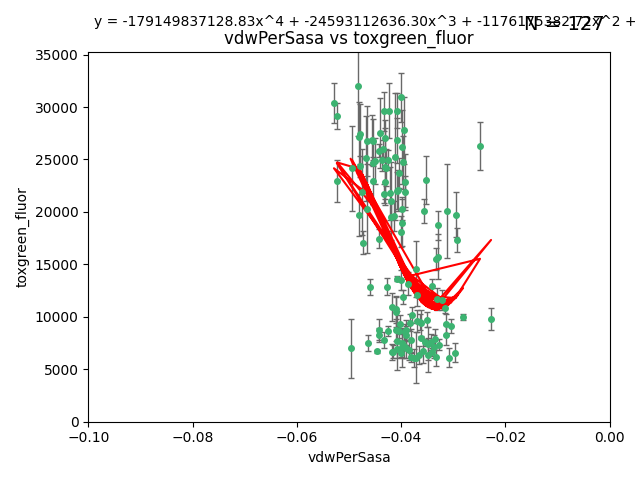 y = -179149837128.83x^4 + -24593112636.30x^3 +
N = 127
vdwPerSasa vs toxgreen_fluor
35000
30000
25000
20000
15000
10000
5000
0
toxgreen_fluor
−0.10 −0.08 −0.06 −0.04 −0.02 0.00
vdwPerSasa